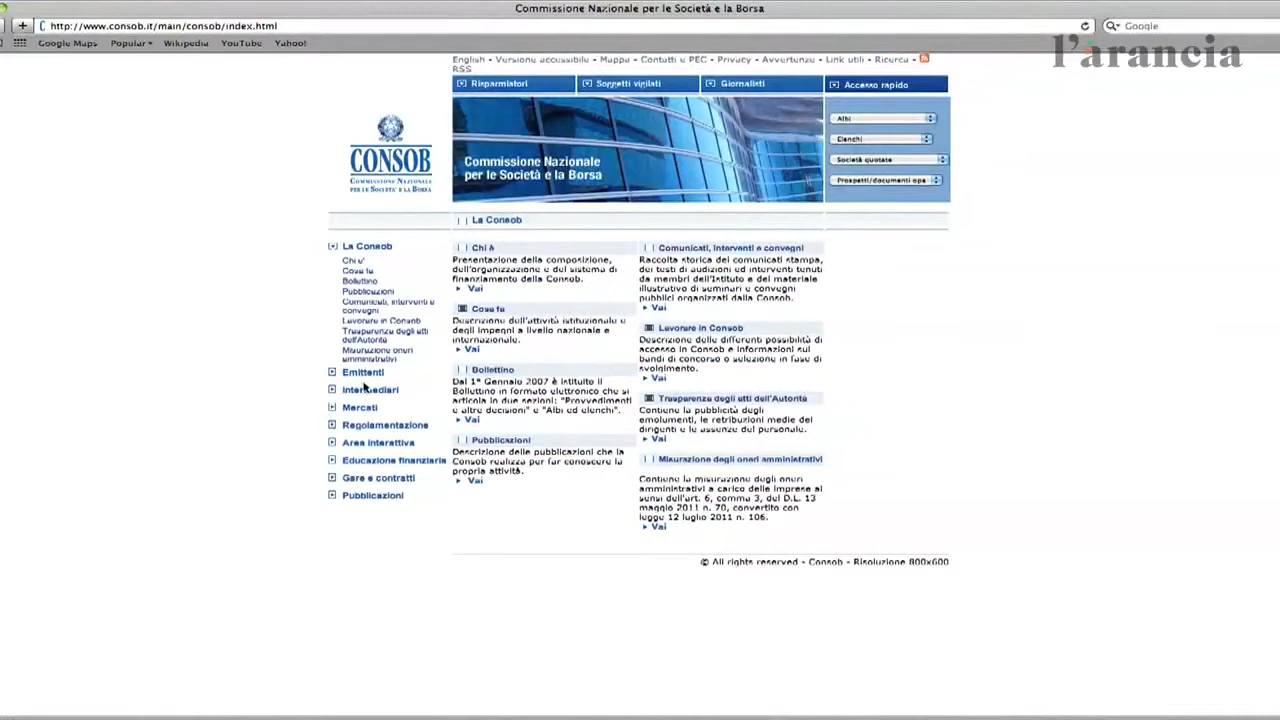 Commissione Nazionale per le Società e la Borsa
http://www.consob.it/main/consob/index.html
Google
Google Maps Popular Wikipedia YouTube Yahoo!
l'arancia
English - Versione accessibile - Mappa - Contatti e PEC - Privacy - Avvertenze - Link utili - Ricerca -
RSS
Risparmiatori Soggetti vigilati Giornalisti Accesso rapido
Albi
Elenchi
Società quotate
Prospetti/documenti opa
CONSOB
COMMISSIONE NAZIONALE
PER LE SOCIETA' E LA BORSA
Commissione Nazionale
per le Società e la Borsa
La Consob
La Consob
Chi e'
Cosa fa
Bollettino
Pubblicazioni
Comunicati, interventi e
convegni
Lavorare in Consob
Trasparenza degli atti
dell'Autorità
Misurazione oneri
amministrativi
Emittenti
Intermediari
Mercati
Regolamentazione
Area interattiva
Educazione finanziaria
Gare e contratti
Pubblicazioni
Chi è
Presentazione della composizione,
dell'organizzazione e del sistema di
finanziamento della Consob.
Vai
Cosa fa
Descrizione dell'attività istituzionale e
degli impegni a livello nazionale e
internazionale.
Vai
Bollettino
Dal 1° Gennaio 2007 è istituito il
Bollettino in formato elettronico che si
articola in due sezioni: "Provvedimenti
e altre decisioni" e "Albi ed elenchi".
Vai
Pubblicazioni
Descrizione delle pubblicazioni che la
Consob realizza per far conoscere la
propria attività.
Vai
Comunicati, interventi e convegni
Raccolta storica dei comunicati stampa,
dei testi di audizioni ed interventi tenuti
da membri dell'Istituto e del materiale
illustrativo di seminari e convegni
pubblici organizzati dalla Consob.
Vai
Lavorare in Consob
Descrizione delle differenti possibilità di
accesso in Consob e informazioni sui
bandi di concorso o selezione in fase di
svolgimento.
Vai
Trasparenza degli atti dell'Autorità
Contiene la pubblicità degli
emolumenti, le retribuzioni medie dei
dirigenti e le assenze del personale.
Vai
Misurazione degli oneri amministrativi
Contiene la misurazione degli oneri
amministrativi a carico delle imprese ai
sensi dell'art. 6, comma 3, del D.L. 13
maggio 2011 n. 70, convertito con
legge 12 luglio 2011 n. 106.
Vai
© All rights reserved - Consob - Risoluzione 800x600